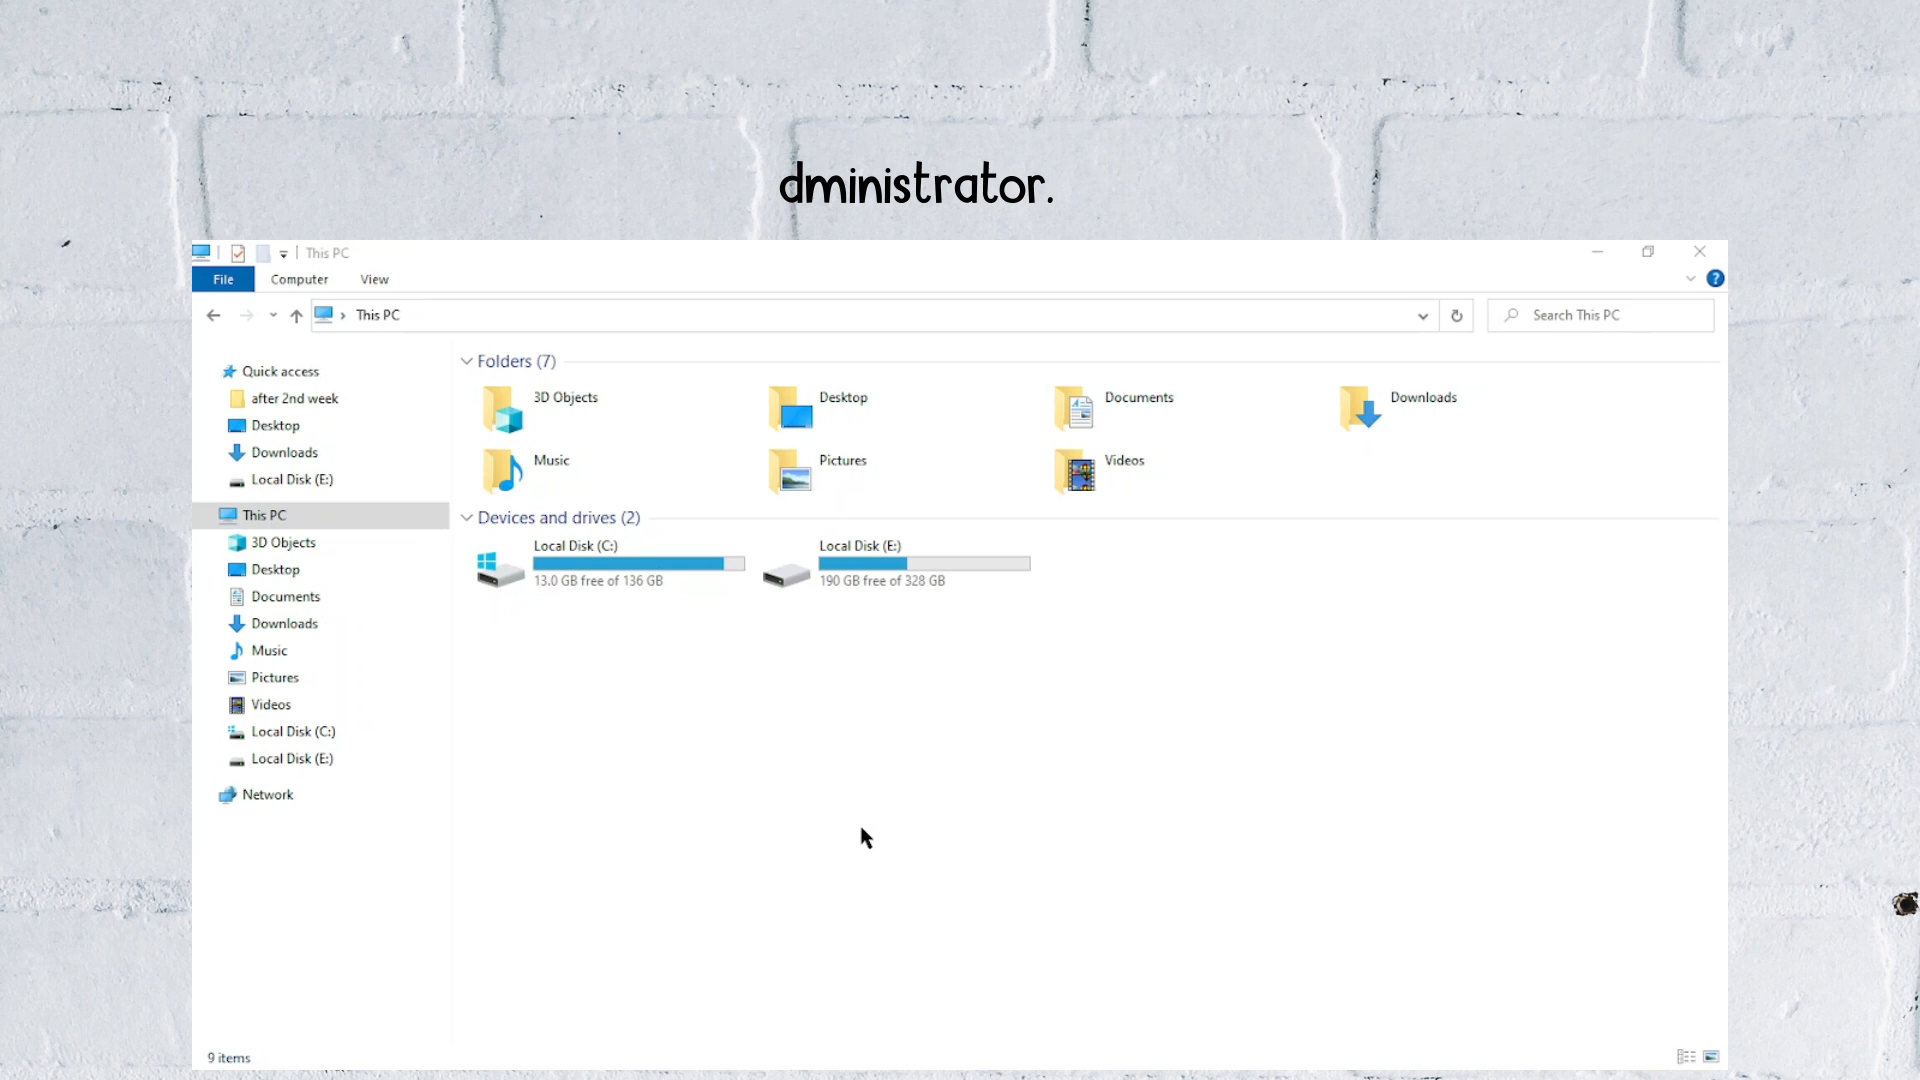 dministrator.
This PC
File Computer View
This PC
Search This PC
Quick access
after 2nd week
Desktop
Downloads
Local Disk (E:)
This PC
3D Objects
Desktop
Documents
Downloads
Music
Pictures
Videos
Local Disk (C:)
Local Disk (E:)
Network
Folders (7)
3D Objects
Desktop
Documents
Downloads
Music
Pictures
Videos
Devices and drives (2)
Local Disk (C:)
13.0 GB free of 136 GB
Local Disk (E:)
190 GB free of 328 GB
9 items